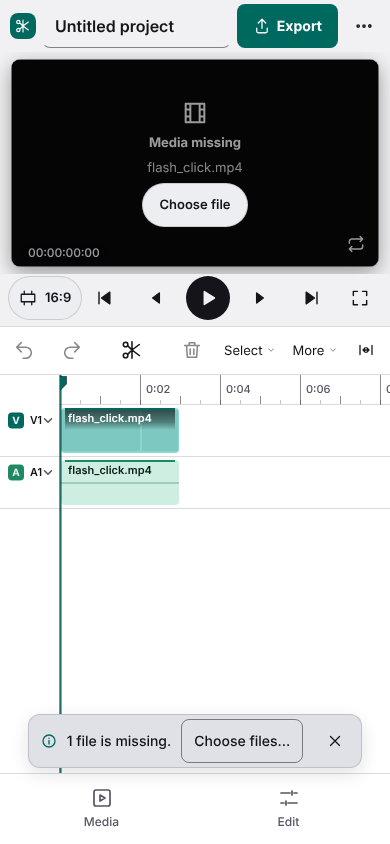 Untitled project
Export
Media missing
flash_click.mp4
Choose file
00:00:00:00
16:9
Select
More
0:02
0:04
0:06
V
V1
flash_click.mp4
A
A1
flash_click.mp4
1 file is missing.
Choose files...
Media
Edit